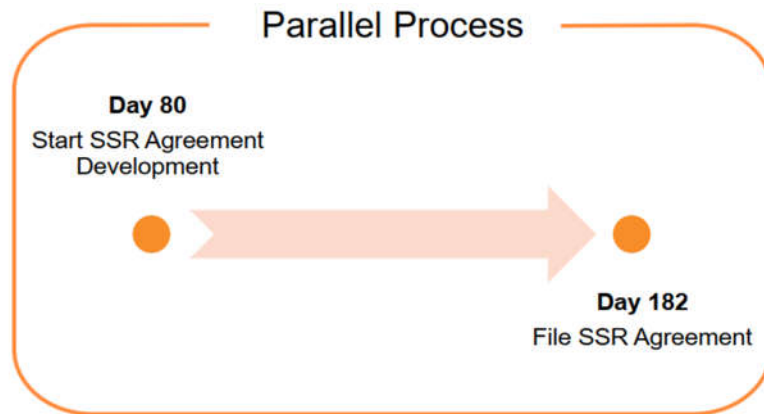 Parallel Process
Day 80
Start SSR Agreement
Development
Day 182
File SSR Agreement